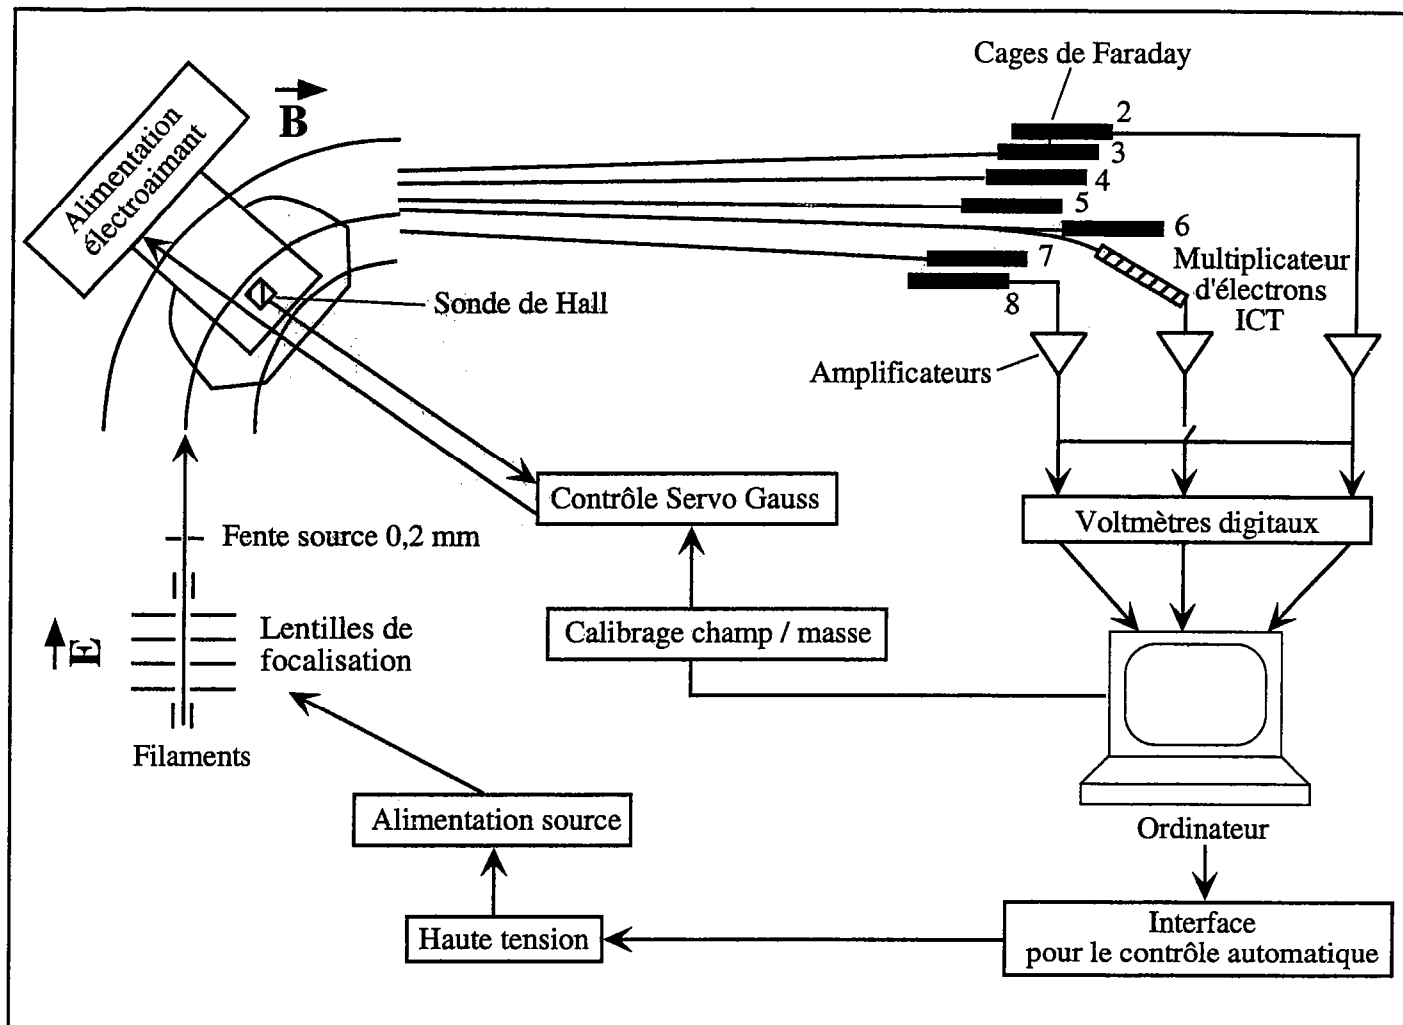 Cages de Faraday
Alimentation
électroaimant
B
2
3
4
5
6
7
8
Multiplicateur
d'électrons
ICT
Sonde de Hall
Amplificateurs
Contrôle Servo Gauss
Voltmètres digitaux
Fente source 0,2 mm
Calibrage champ / masse
E
Lentilles de
focalisation
Filaments
Alimentation source
Ordinateur
Haute tension
Interface
pour le contrôle automatique